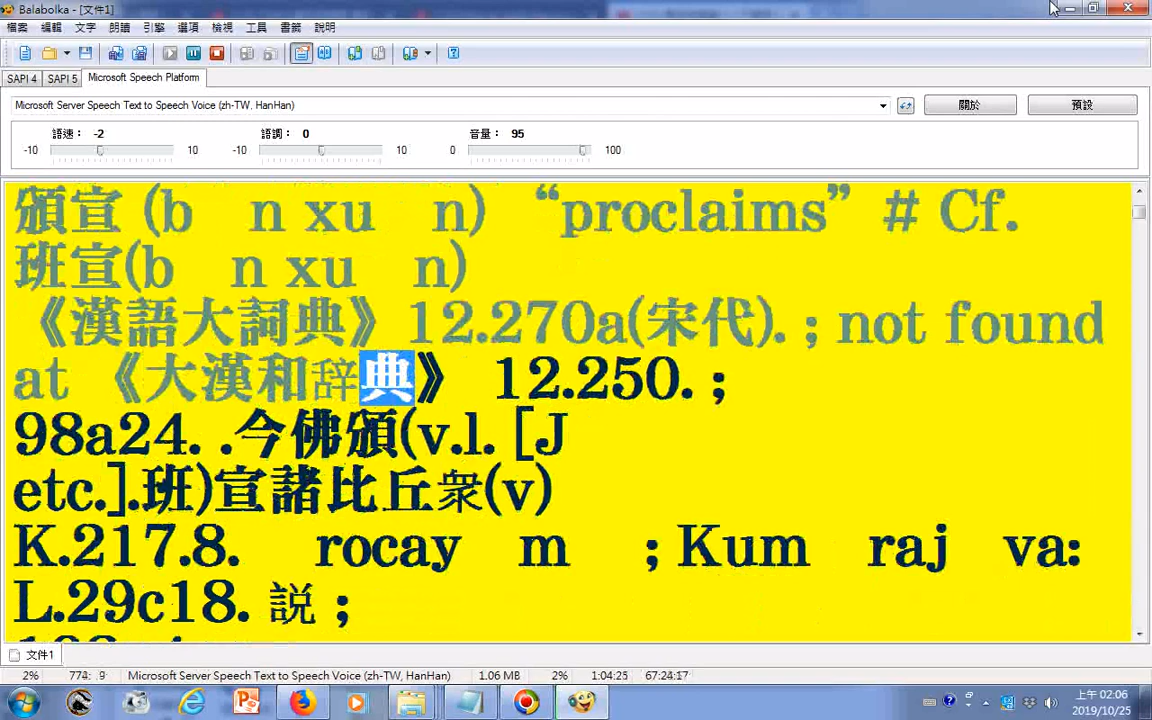 Balabolka - [文件1]
檔案 編輯 文字 朗讀 引擎 選項 檢視 工具 書籤 說明
SAPI 4 SAPI 5 Microsoft Speech Platform
Microsoft Server Speech Text to Speech Voice (zh-TW, HanHan) 關於 預設
語速： -2 語調： 0 音量： 95
-10 10 -10 10 0 100
頒宣 (b n xu n) “proclaims” # Cf.
班宣(b n xu n)
《漢語大詞典》 12.270a(宋代). ; not found
at 《大漢和辞典》 12.250. ;
98a24. .今佛頒(v.l. [J
etc.].班)宣諸比丘衆(v)
K.217.8. rocay m ; Kum raj va:
L.29c18. 説 ;
文件1
2% 774: 9 Microsoft Server Speech Text to Speech Voice (zh-TW, HanHan) 1.06 MB 2% 1:04:25 67:24:17
上午 02:06
2019/10/25